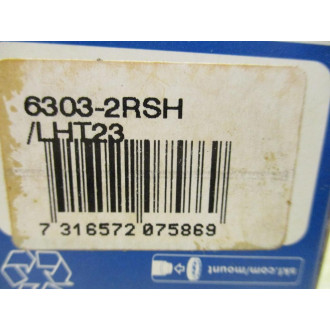 6303-2RSH
/LHT23
7 316572 075869
skf.com/mount